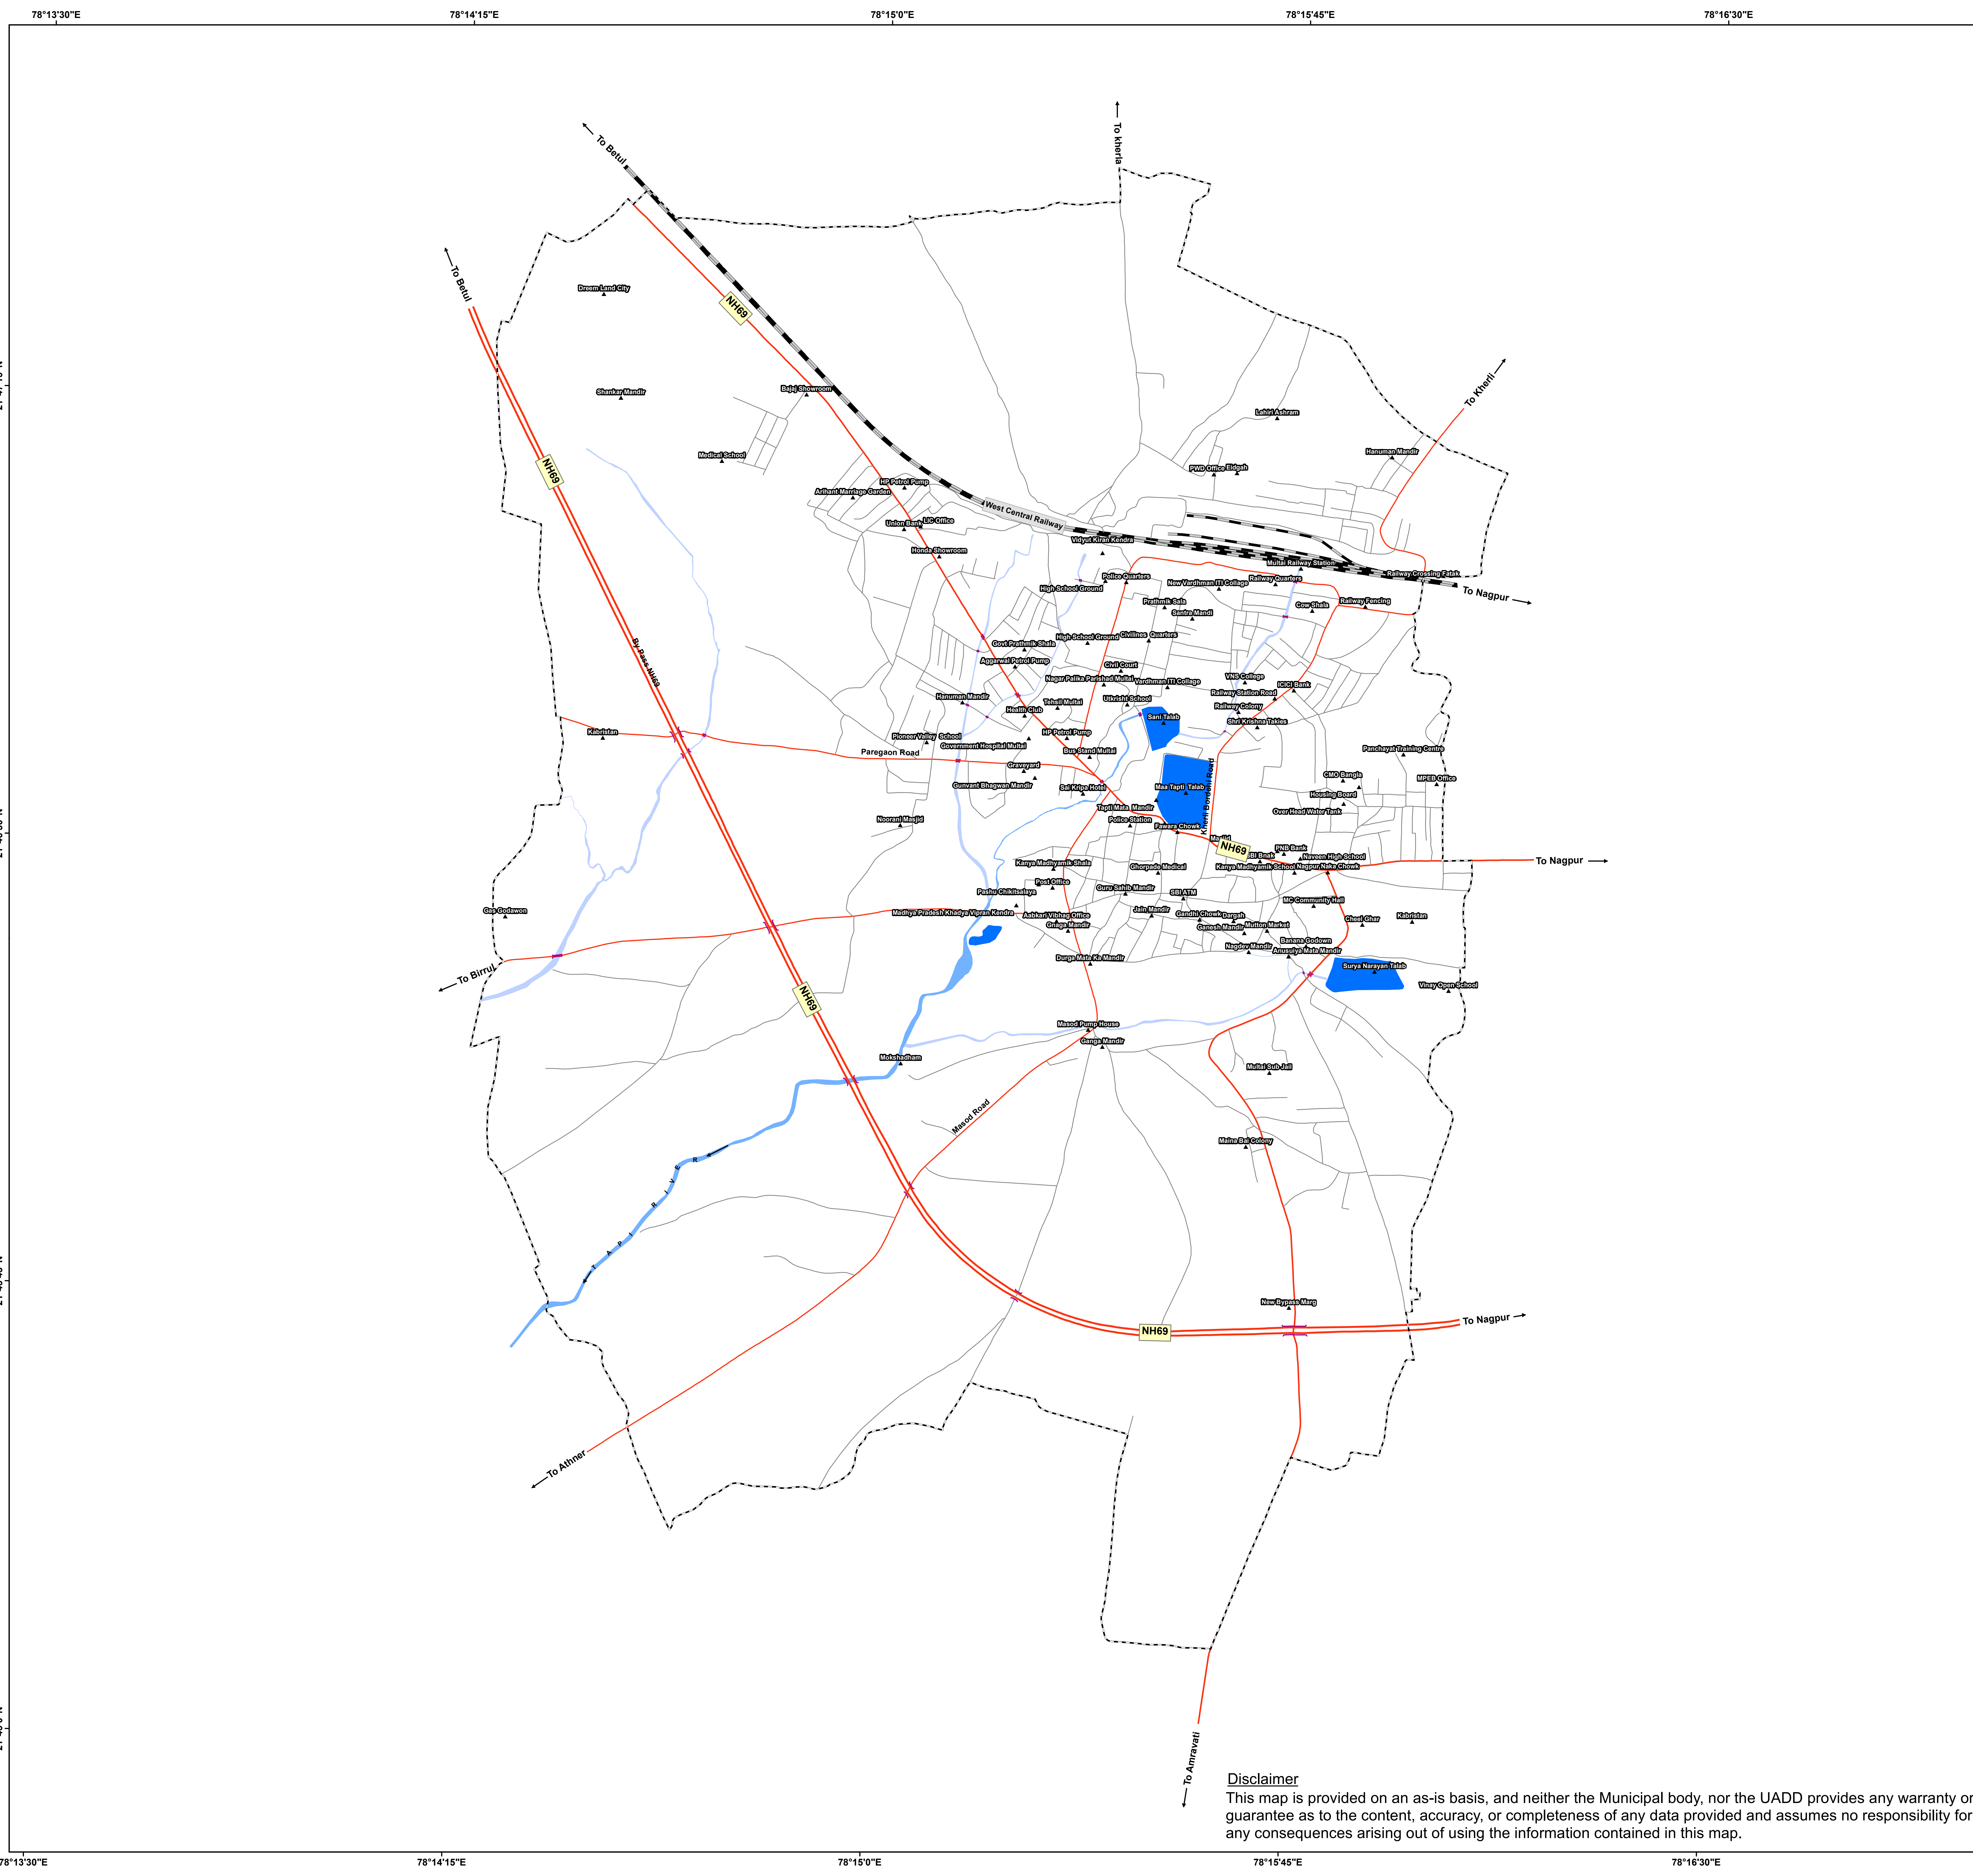 78°13'30"E
78°14'15"E
78°15'0"E
78°15'45"E
78°16'30"E
To kherla
To Betul
To Betul
Dreem Land City
NH69
To Kherli
Shankar Mandir
Bajaj Showroom
Lahiri Ashram
Hanuman Mandir
Medical School
NH69
PWD Office
Eidgah
HP Petrol Pump
Arihant Marriage Garden
West Central Railway
Union Bank
LIC Office
Vidyut Kiran Kendra
Honda Showroom
Multai Railway Station
Railway Crossing Fatak
Police Quarters
New Vardhman ITI Collage
Railway Quarters
High School Ground
To Nagpur
Prathmik Sala
Cow Shala
Railway Fencing
Santra Mandi
High School Ground
Civillines Quarters
Govt Prathmik Shala
By Pass NH69
Aggarwal Petrol Pump
Civil Court
Nagar Palika Parishad Multai
Vardhman ITI Collage
VNS College
ICICI Bank
Railway Station Road
Hanuman Mandir
Tehsil Multai
Utkrisht School
Railway Colony
Health Club
Sani Talab
Shri Krishna Takies
Kabristan
Pioneer Valley School
HP Petrol Pump
Government Hospital Multai
Paregaon Road
Bus Stand Multai
Panchayat Training Centre
Graveyard
CMO Bangla
MPEB Office
Gunvant Bhagwan Mandir
Sai Kripa Hotel
Maa Tapti Talab
Kherli Bordehi Road
Housing Board
Tapti Mata Mandir
Over Head Water Tank
Noorani Masjid
Police Station
Fawara Chowk
NH69
PNB Bank
Naveen High School
To Nagpur
Kanya Madhyamik Shala
Ghorpade Medical
Kanya Madhyamik School
Nagpur Naka Chowk
Post Office
Guru Sahib Mandir
Pashu Chikitsalaya
SBI ATM
MC Community Hall
Gas Godawon
Madhya Pradesh Khadya Vipran Kendra
Aabkari Vibhag Office
Jain Mandir
Gandhi Chowk
Dargah
Cheel Ghar
Kabristan
Gnaga Mandir
Ganesh Mandir
Mutton Market
Nagdev Mandir
Banana Godown
Anusuiya Mata Mandir
Durga Mata Ka Mandir
Surya Narayan Talab
To Birrul
Vinay Open School
NH69
Masod Pump House
Ganga Mandir
Mokshadham
Multai Sub Jail
Masod Road
Maina Bai Colony
TAPI RIVER
New Bypass Marg
To Nagpur
NH69
To Athner
To Amravati
Disclaimer
This map is provided on an as-is basis, and neither the Municipal body, nor the UADD provides any warranty or
guarantee as to the content, accuracy, or completeness of any data provided and assumes no responsibility for
any consequences arising out of using the information contained in this map.
78°13'30"E
78°14'15"E
78°15'0"E
78°15'45"E
78°16'30"E